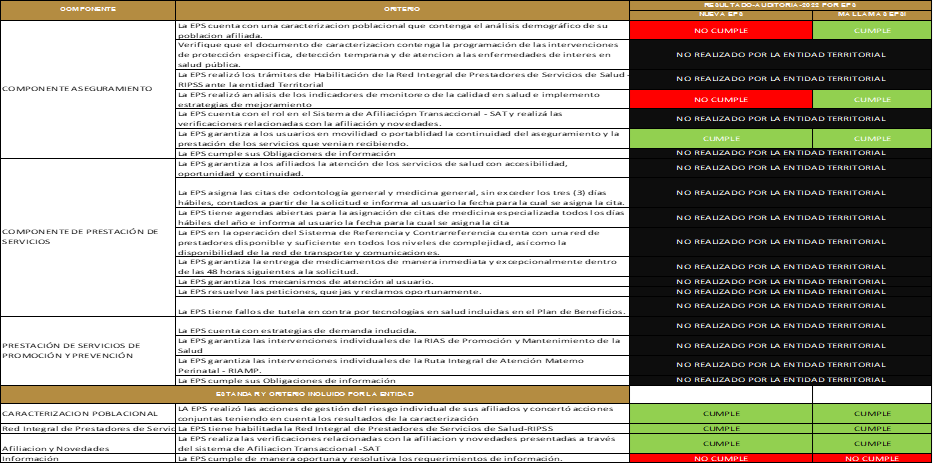 COMPONENTE CRITERIO RESULTADO-AUDITORIA-2022 POR EPS
NUEVA EPS MALLAMAS EPSI
COMPONENTE ASEGURAMIENTO
La EPS cuenta con una caracterizacion poblacional que contenga el análisis demográfico de su
poblacion afiliada.
NO CUMPLE CUMPLE
Verifique que el documento de caracterizacion contenga la programación de las intervenciones
de protección especifica, detección temprana y de atencion a las enfermedades de interes en
salud pública.
NO REALIZADO POR LA ENTIDAD TERRITORIAL
La EPS realizó los trámites de Habilitación de la Red Integral de Prestadores de Servicios de Salud -
RIPSS ante la entidad Territorial
NO REALIZADO POR LA ENTIDAD TERRITORIAL
La EPS realizó analisis de los indicadores de monitoreo de la calidad en salud e implemento
estrategias de mejoramiento
NO CUMPLE CUMPLE
La EPS cuenta con el rol en el Sistema de Afiliaciópn Transaccional - SAT y realizá las
verificaciones relacionadas con la afiliación y novedades.
NO REALIZADO POR LA ENTIDAD TERRITORIAL
La EPS garantiza a los usuarios en movilidad o portablidad la continuidad del aseguramiento y la
prestación de los servicios que venian recibiendo.
CUMPLE CUMPLE
La EPS cumple sus Obligaciones de información NO REALIZADO POR LA ENTIDAD TERRITORIAL
COMPONENTE DE PRESTACIÓN DE
SERVICIOS
La EPS garantiza a los afiliados la atención de los servicios de salud con accesibilidad,
oportunidad y continuidad.
NO REALIZADO POR LA ENTIDAD TERRITORIAL
La EPS asigna las citas de odontología general y medicina general, sin exceder los tres (3) días
hábiles, contados a partir de la solicitud e informa al usuario la fecha para la cual se asigna la cita.
NO REALIZADO POR LA ENTIDAD TERRITORIAL
La EPS tiene agendas abiertas para la asignación de citas de medicina especializada todos los días
hábiles del año e informa al usuario la fecha para la cual se asigna la cita
NO REALIZADO POR LA ENTIDAD TERRITORIAL
La EPS en la operación del Sistema de Referencia y Contrarreferencia cuenta con una red de
prestadores disponible y suficiente en todos los niveles de complejidad, así como la
disponibilidad de la red de transporte y comunicaciones.
NO REALIZADO POR LA ENTIDAD TERRITORIAL
La EPS garantiza la entrega de medicamentos de manera inmediata y excepcionalmente dentro
de las 48 horas siguientes a la solicitud.
NO REALIZADO POR LA ENTIDAD TERRITORIAL
La EPS garantiza los mecanismos de atención al usuario. NO REALIZADO POR LA ENTIDAD TERRITORIAL
La EPS resuelve las peticiones, quejas y reclamos oportunamente. NO REALIZADO POR LA ENTIDAD TERRITORIAL
La EPS tiene fallos de tutela en contra por tecnologías en salud incluidas en el Plan de Beneficios. NO REALIZADO POR LA ENTIDAD TERRITORIAL
PRESTACIÓN DE SERVICIOS DE
PROMOCIÓN Y PREVENCIÓN
La EPS cuenta con estrategias de demanda inducida. NO REALIZADO POR LA ENTIDAD TERRITORIAL
La EPS garantiza las intervenciones individuales de la RIAS de Promoción y Mantenimiento de la
Salud
NO REALIZADO POR LA ENTIDAD TERRITORIAL
La EPS garantiza las intervenciones individuales de la Ruta Integral de Atención Materno
Perinatal - RIAMP.
NO REALIZADO POR LA ENTIDAD TERRITORIAL
La EPS cumple sus Obligaciones de información NO REALIZADO POR LA ENTIDAD TERRITORIAL
ESTANDAR Y CRITERIO INCLUIDO POR LA ENTIDAD
CARACTERIZACION POBLACIONAL
LA EPS realizó las acciones de gestión del riesgo individual de sus afiliados y concertó acciones
conjuntas teniendo en cuenta los resultados de la caracterización
CUMPLE CUMPLE
Red Integral de Prestadores de Servic La EPS tiene habilitada la Red Integral de Prestadores de Servicios de Salud-RIPSS CUMPLE CUMPLE
Afiliacion y Novedades
La EPS realiza las verificaciones relacionadas con la afiliacion y novedades presentadas a través
del sistema de Afiliacion Transaccional -SAT
CUMPLE CUMPLE
Información La EPS cumple de manera oportuna y resolutiva los requerimientos de información. NO CUMPLE NO CUMPLE